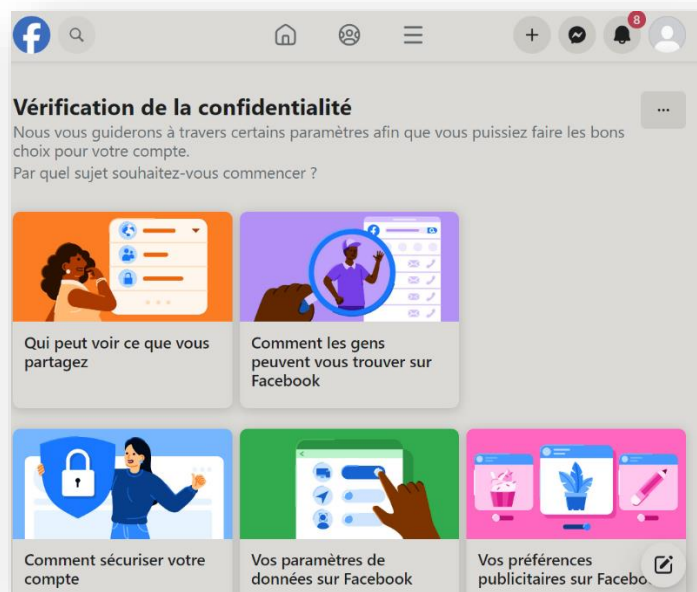 8
Vérification de la confidentialité
...
Nous vous guiderons à travers certains paramètres afin que vous puissiez faire les bons
choix pour votre compte.
Par quel sujet souhaitez-vous commencer ?
Qui peut voir ce que vous
partagez
Comment les gens
peuvent vous trouver sur
Facebook
Comment sécuriser votre
compte
Vos paramètres de
données sur Facebook
Vos préférences
publicitaires sur